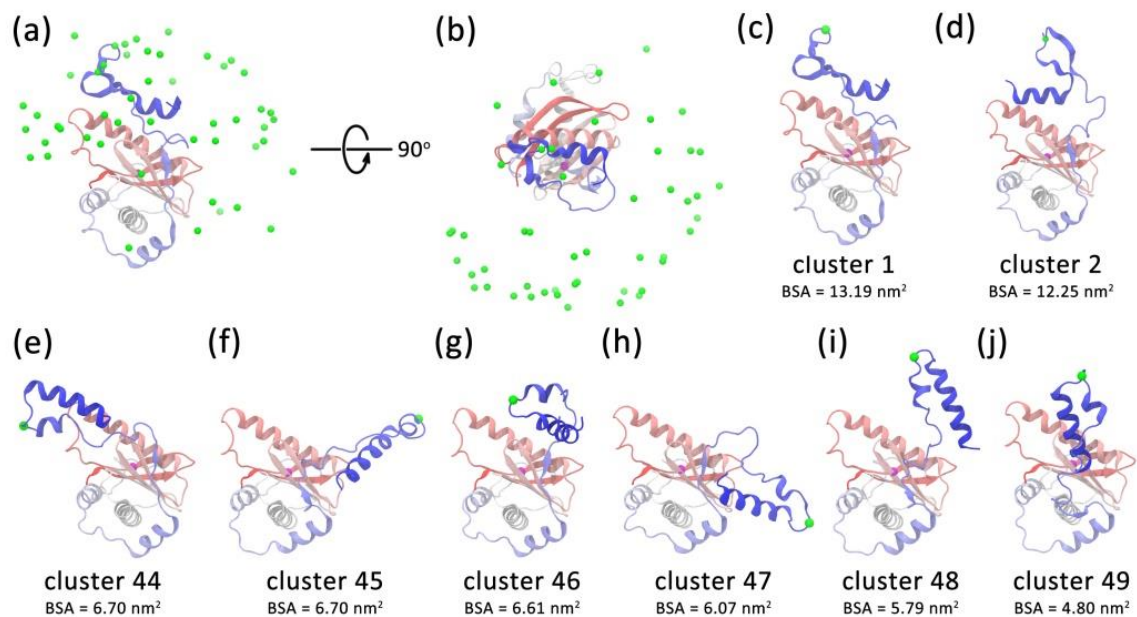 (a)
(b)
90°
(c)
(d)
cluster 1
BSA = 13.19 nm²
cluster 2
BSA = 12.25 nm²
(e)
(f)
(g)
(h)
(i)
(j)
cluster 44
BSA = 6.70 nm²
cluster 45
BSA = 6.70 nm²
cluster 46
BSA = 6.61 nm²
cluster 47
BSA = 6.07 nm²
cluster 48
BSA = 5.79 nm²
cluster 49
BSA = 4.80 nm²